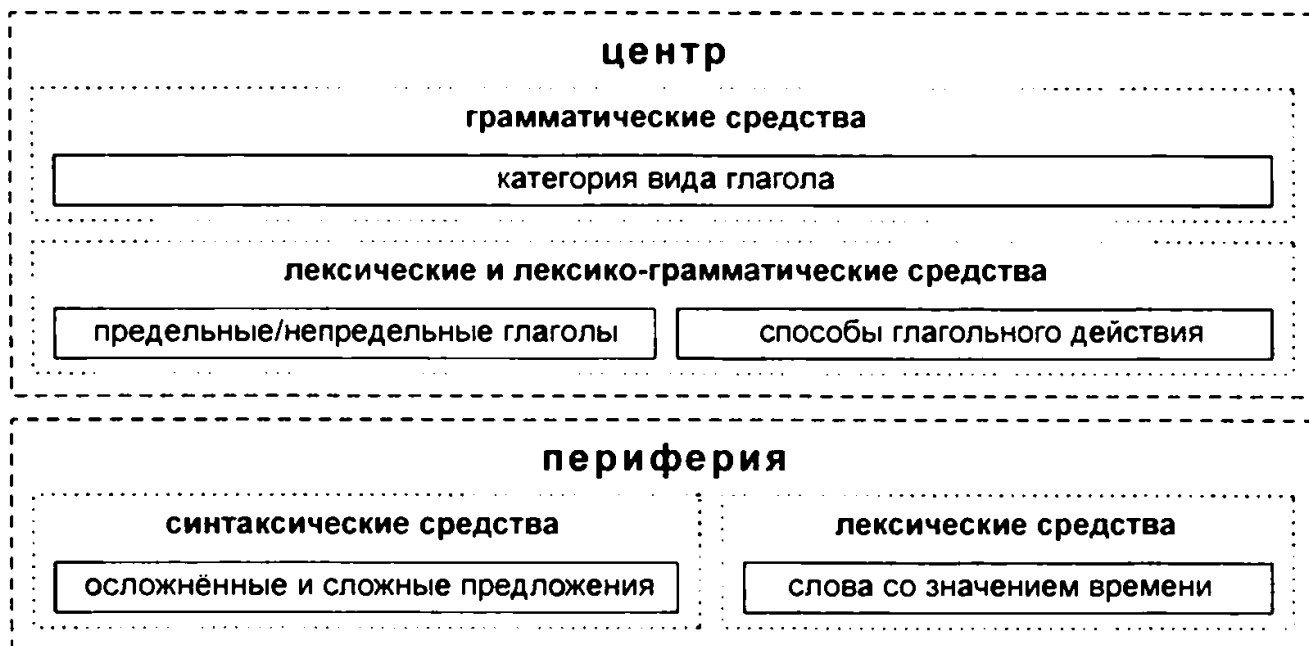 центр
грамматические средства
категория вида глагола
лексические и лексико-грамматические средства
предельные/непредельные глаголы
способы глагольного действия
периферия
синтаксические средства
лексические средства
осложнённые и сложные предложения
слова со значением времени